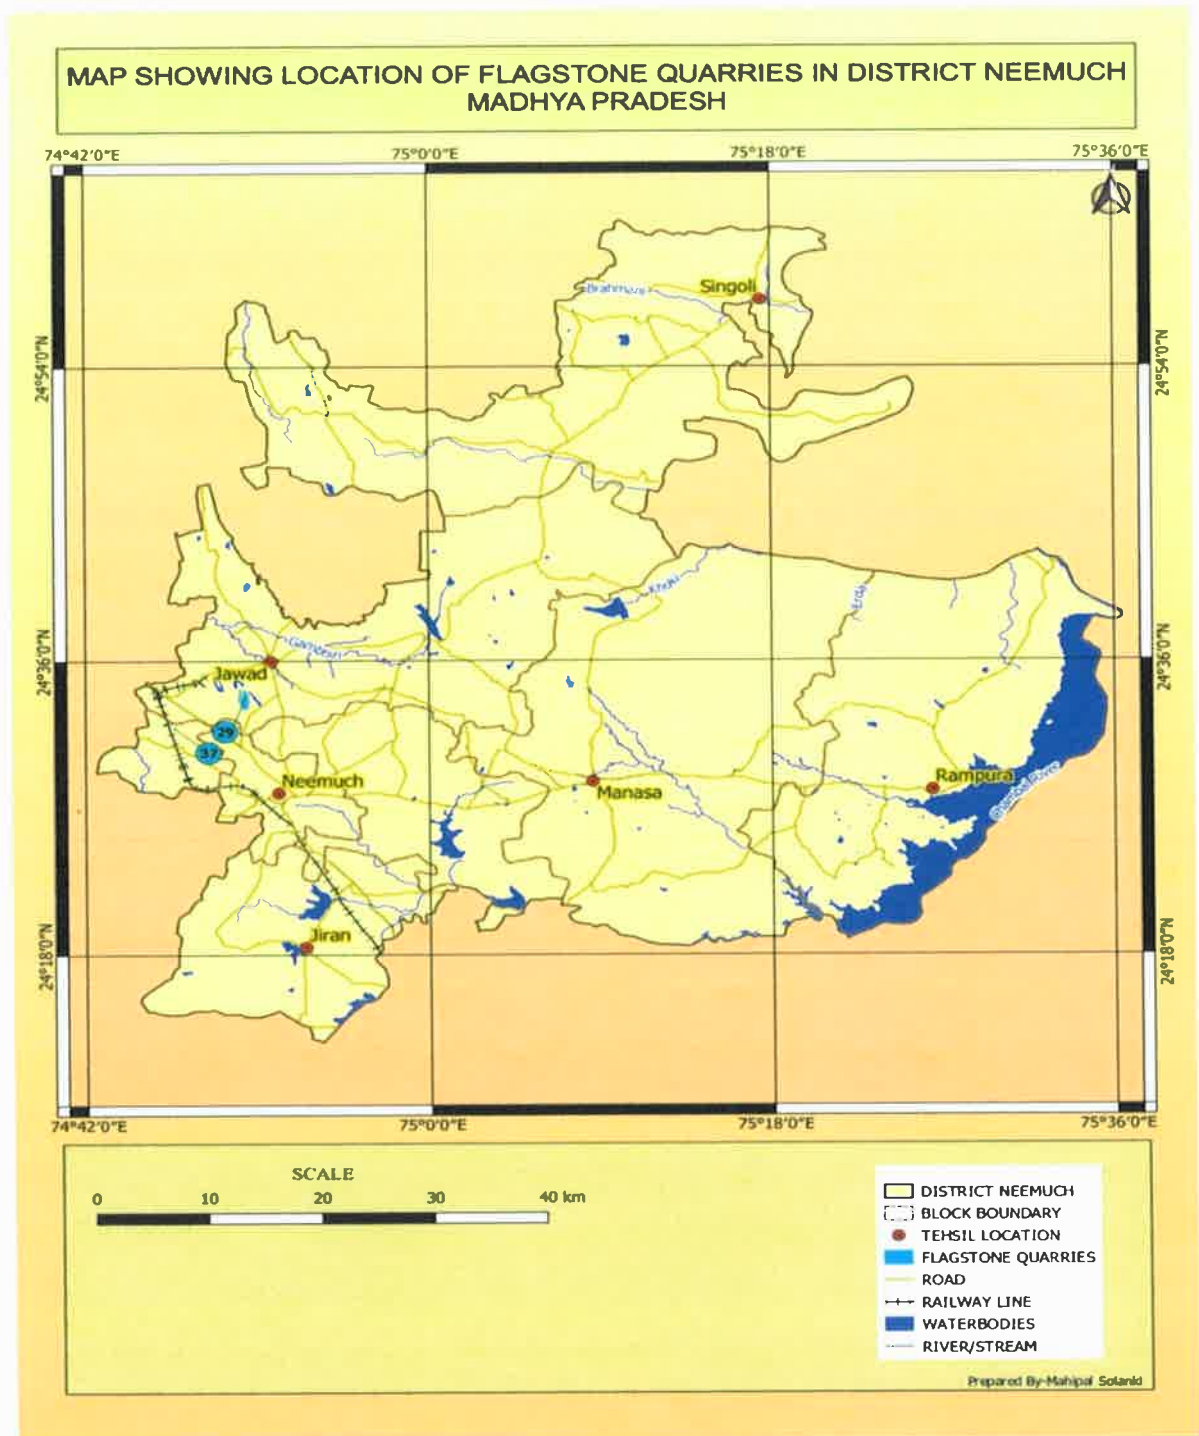 MAP SHOWING LOCATION OF FLAGSTONE QUARRIES IN DISTRICT NEEMUCH
MADHYA PRADESH
74°42'0"E 75°0'0"E 75°18'0"E 75°36'0"E
Singoli
24°54'0"N 24°54'0"N
Khoki
Erda
24°36'0"N 24°36'0"N
Jawad
29
37
Neemuch
Manasa
Rampura
Chambal River
Jiran
24°18'0"N 24°18'0"N
74°42'0"E 75°0'0"E 75°18'0"E 75°36'0"E
SCALE
0 10 20 30 40 km
DISTRICT NEEMUCH
BLOCK BOUNDARY
TEHSIL LOCATION
FLAGSTONE QUARRIES
ROAD
RAILWAY LINE
WATERBODIES
RIVER/STREAM
Prepared By-Mahipal Solanki